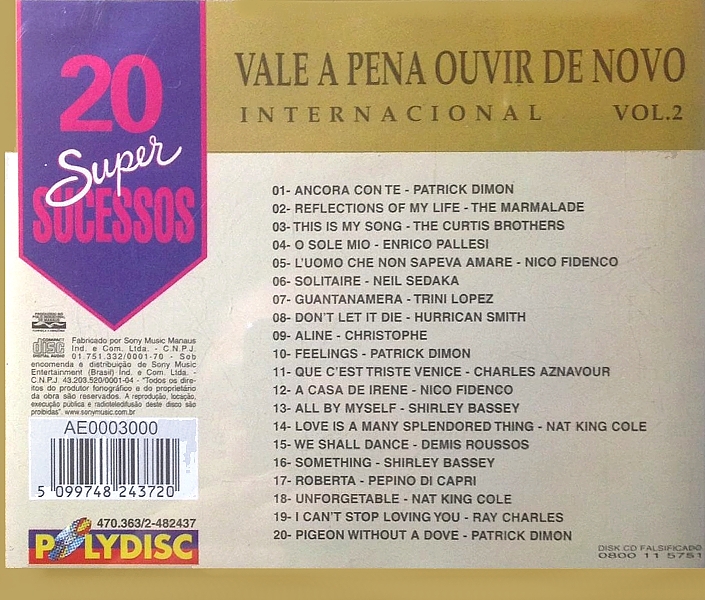 20
Super
SUCESSOS
VALE A PENA OUVIR DE NOVO
INTERNACIONAL VOL.2
01- ANCORA CON TE - PATRICK DIMON
02- REFLECTIONS OF MY LIFE - THE MARMALADE
03- THIS IS MY SONG - THE CURTIS BROTHERS
04- O SOLE MIO - ENRICO PALLESI
05- L'UOMO CHE NON SAPEVA AMARE - NICO FIDENCO
06- SOLITAIRE - NEIL SEDAKA
07- GUANTANAMERA - TRINI LOPEZ
08- DON'T LET IT DIE - HURRICAN SMITH
09- ALINE - CHRISTOPHE
10- FEELINGS - PATRICK DIMON
11- QUE C'EST TRISTE VENICE - CHARLES AZNAVOUR
12- A CASA DE IRENE - NICO FIDENCO
13- ALL BY MYSELF - SHIRLEY BASSEY
14- LOVE IS A MANY SPLENDORED THING - NAT KING COLE
15- WE SHALL DANCE - DEMIS ROUSSOS
16- SOMETHING - SHIRLEY BASSEY
17- ROBERTA - PEPINO DI CAPRI
18- UNFORGETABLE - NAT KING COLE
19- I CAN'T STOP LOVING YOU - RAY CHARLES
20- PIGEON WITHOUT A DOVE - PATRICK DIMON
COMPACT
disc
DIGITAL AUDIO
Fabricado por Sony Music Manaus
Ind. e Com. Ltda. - C.N.P.J.
01.751.332/0001-70 - Sob
encomenda e distribuição de Sony Music
Entertainment (Brasil) Ind. e Com. Ltda. -
C.N.P.J. 43.203.520/0001-04 - "Todos os direi-
tos do produtor fonográfico e do proprietário
da obra são reservados. A reprodução, locação,
execução pública e radioteledifusão deste disco são
proibidas". www.sonymusic.com.br
AE0003000
5 099748 243720
470.363/2-482437
POLYDISC
DISK CD FALSIFICADO
0800 11 5751